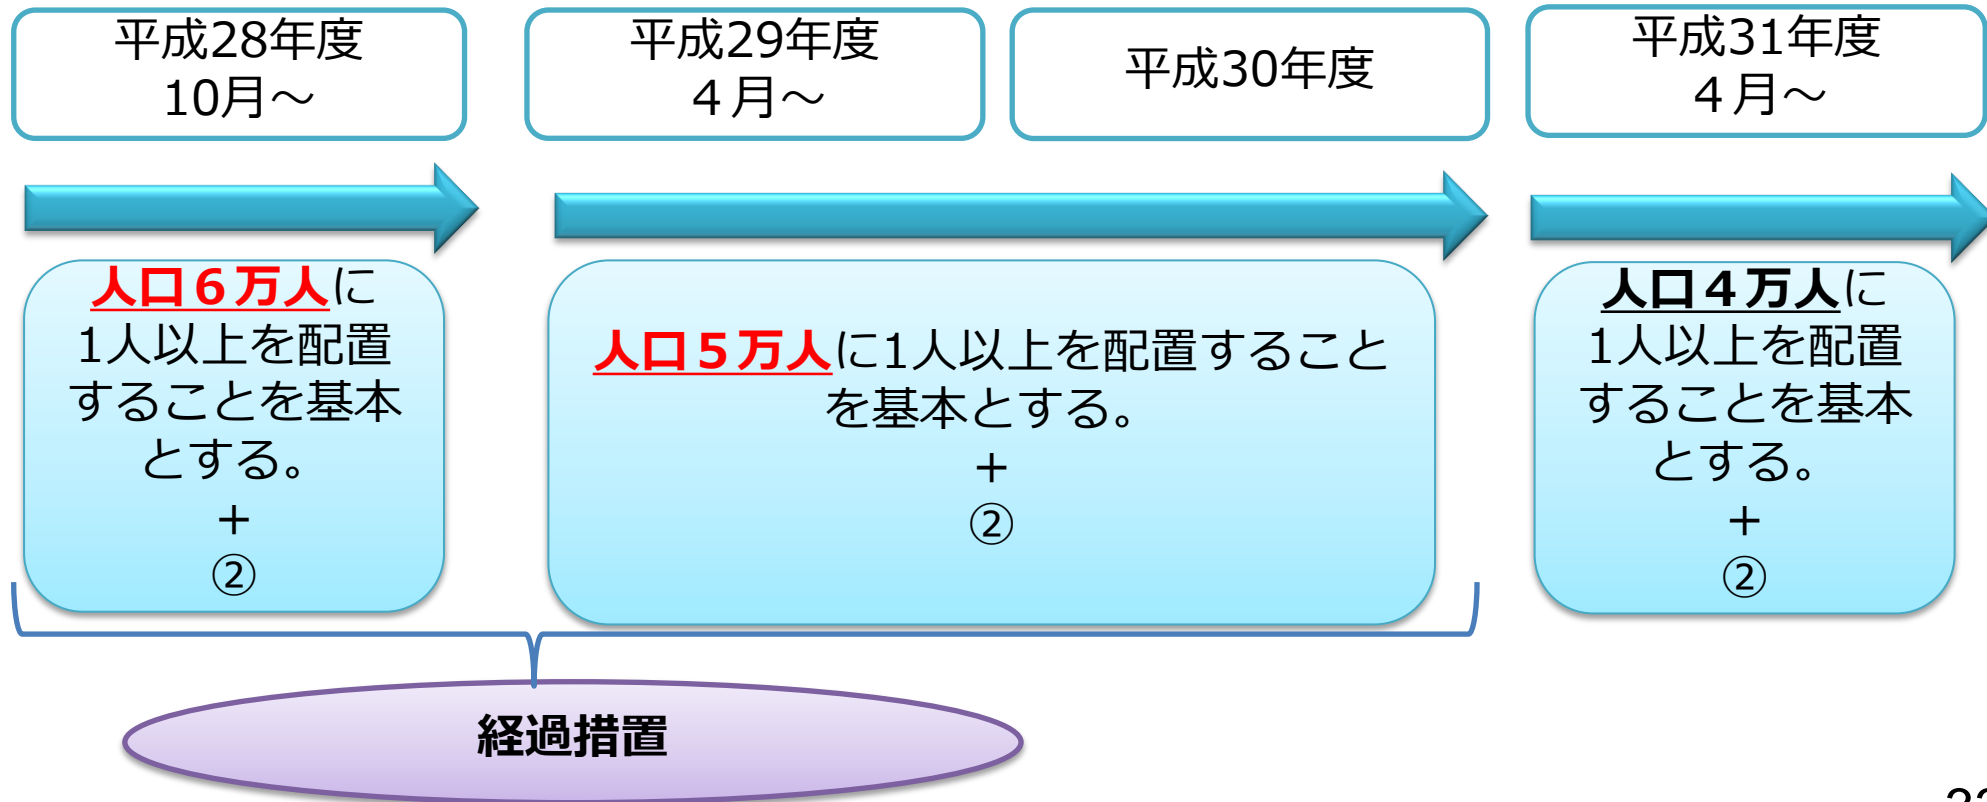 平成28年度
10月～
平成29年度
４月～
平成30年度
平成31年度
４月～
人口６万人に
1人以上を配置
することを基本
とする。
＋
②
人口５万人に1人以上を配置すること
を基本とする。
＋
②
人口４万人に
1人以上を配置
することを基本
とする。
＋
②
経過措置